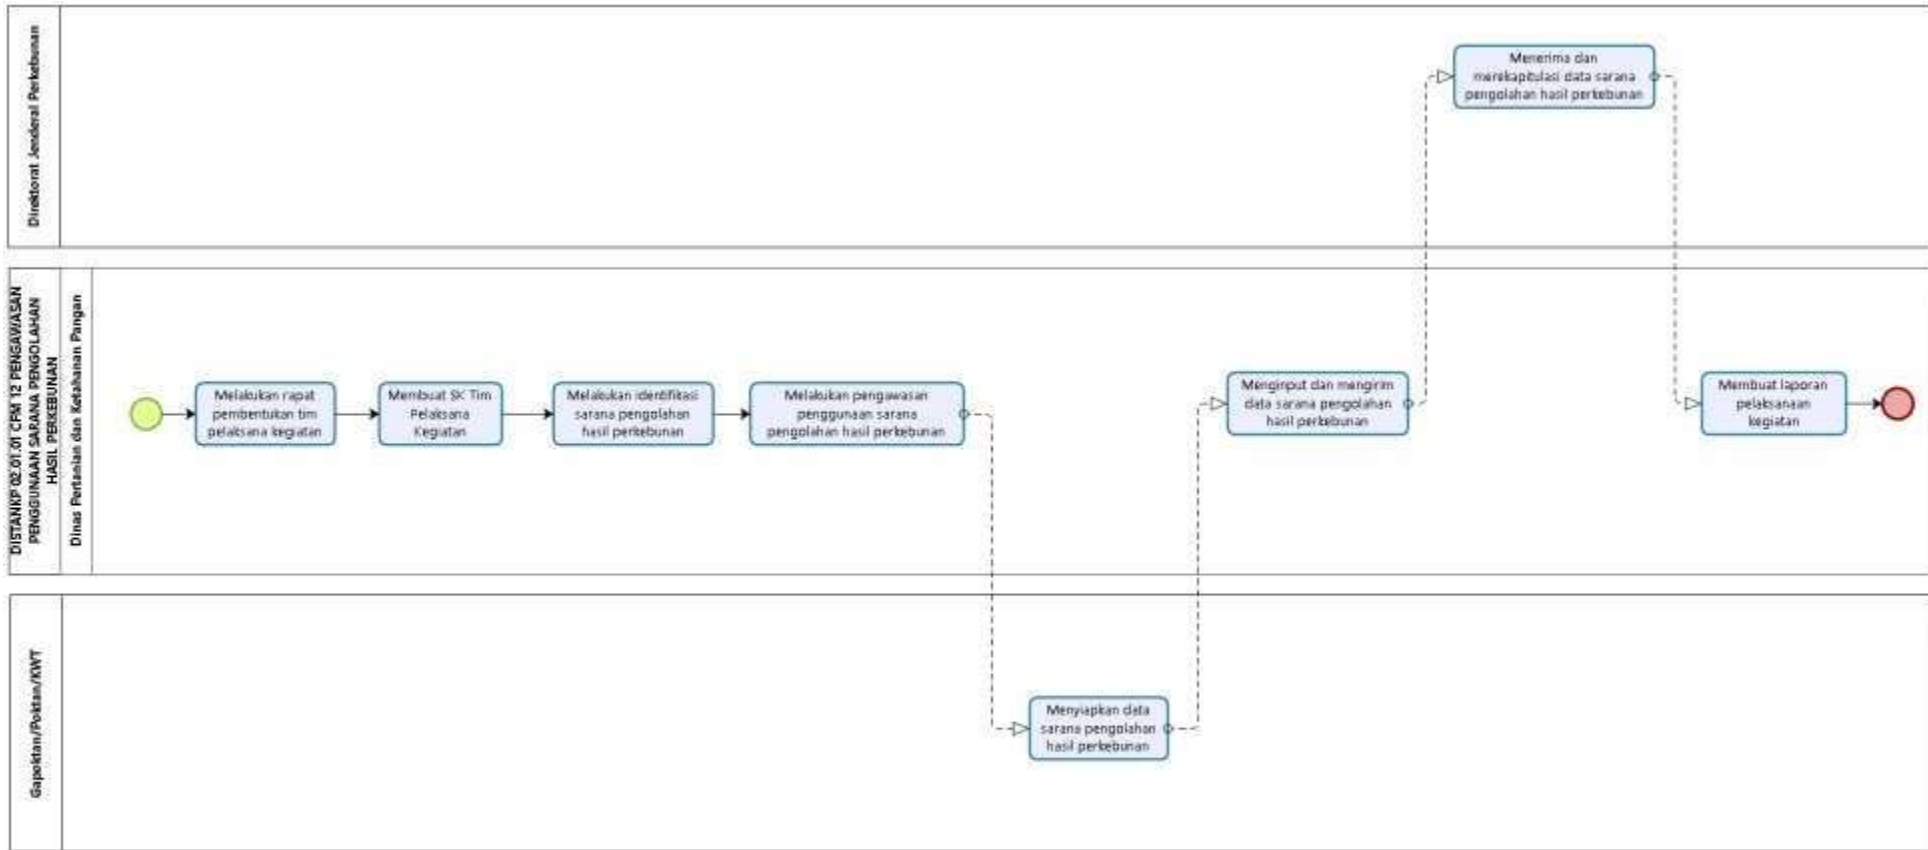 Direktorat Jenderal Perkebunan
Menerima dan
merekapitulasi data sarana
pengolahan hasil perkebunan
DISTANKP 02.01.01 CFM 12 PENGAWASAN
PENGGUNAAN SARANA PENGOLAHAN
HASIL PERKEBUNAN
Dinas Pertanian dan Ketahanan Pangan
Melakukan rapat
pembentukan tim
pelaksana kegiatan
Membuat SK Tim
Pelaksana
Kegiatan
Melakukan identifikasi
sarana pengolahan
hasil perkebunan
Melakukan pengawasan
penggunaan sarana
pengolahan hasil perkebunan
Menginput dan mengirim
data sarana pengolahan
hasil perkebunan
Membuat laporan
pelaksanaan
kegiatan
Gapoktan/Poktan/KWT
Menyiapkan data
sarana pengolahan
hasil perkebunan